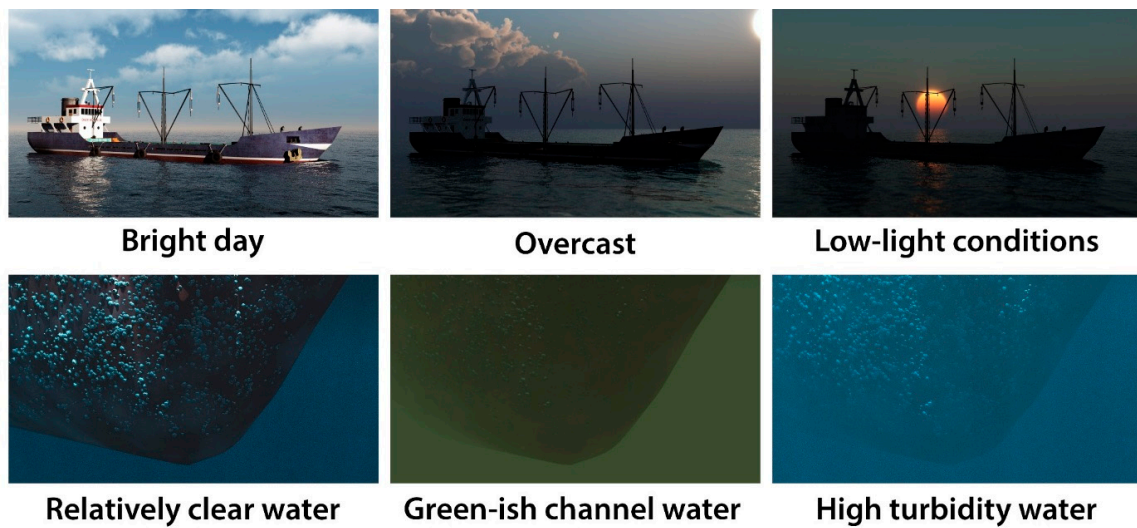 Bright day
Overcast
Low-light conditions
Relatively clear water
Green-ish channel water
High turbidity water